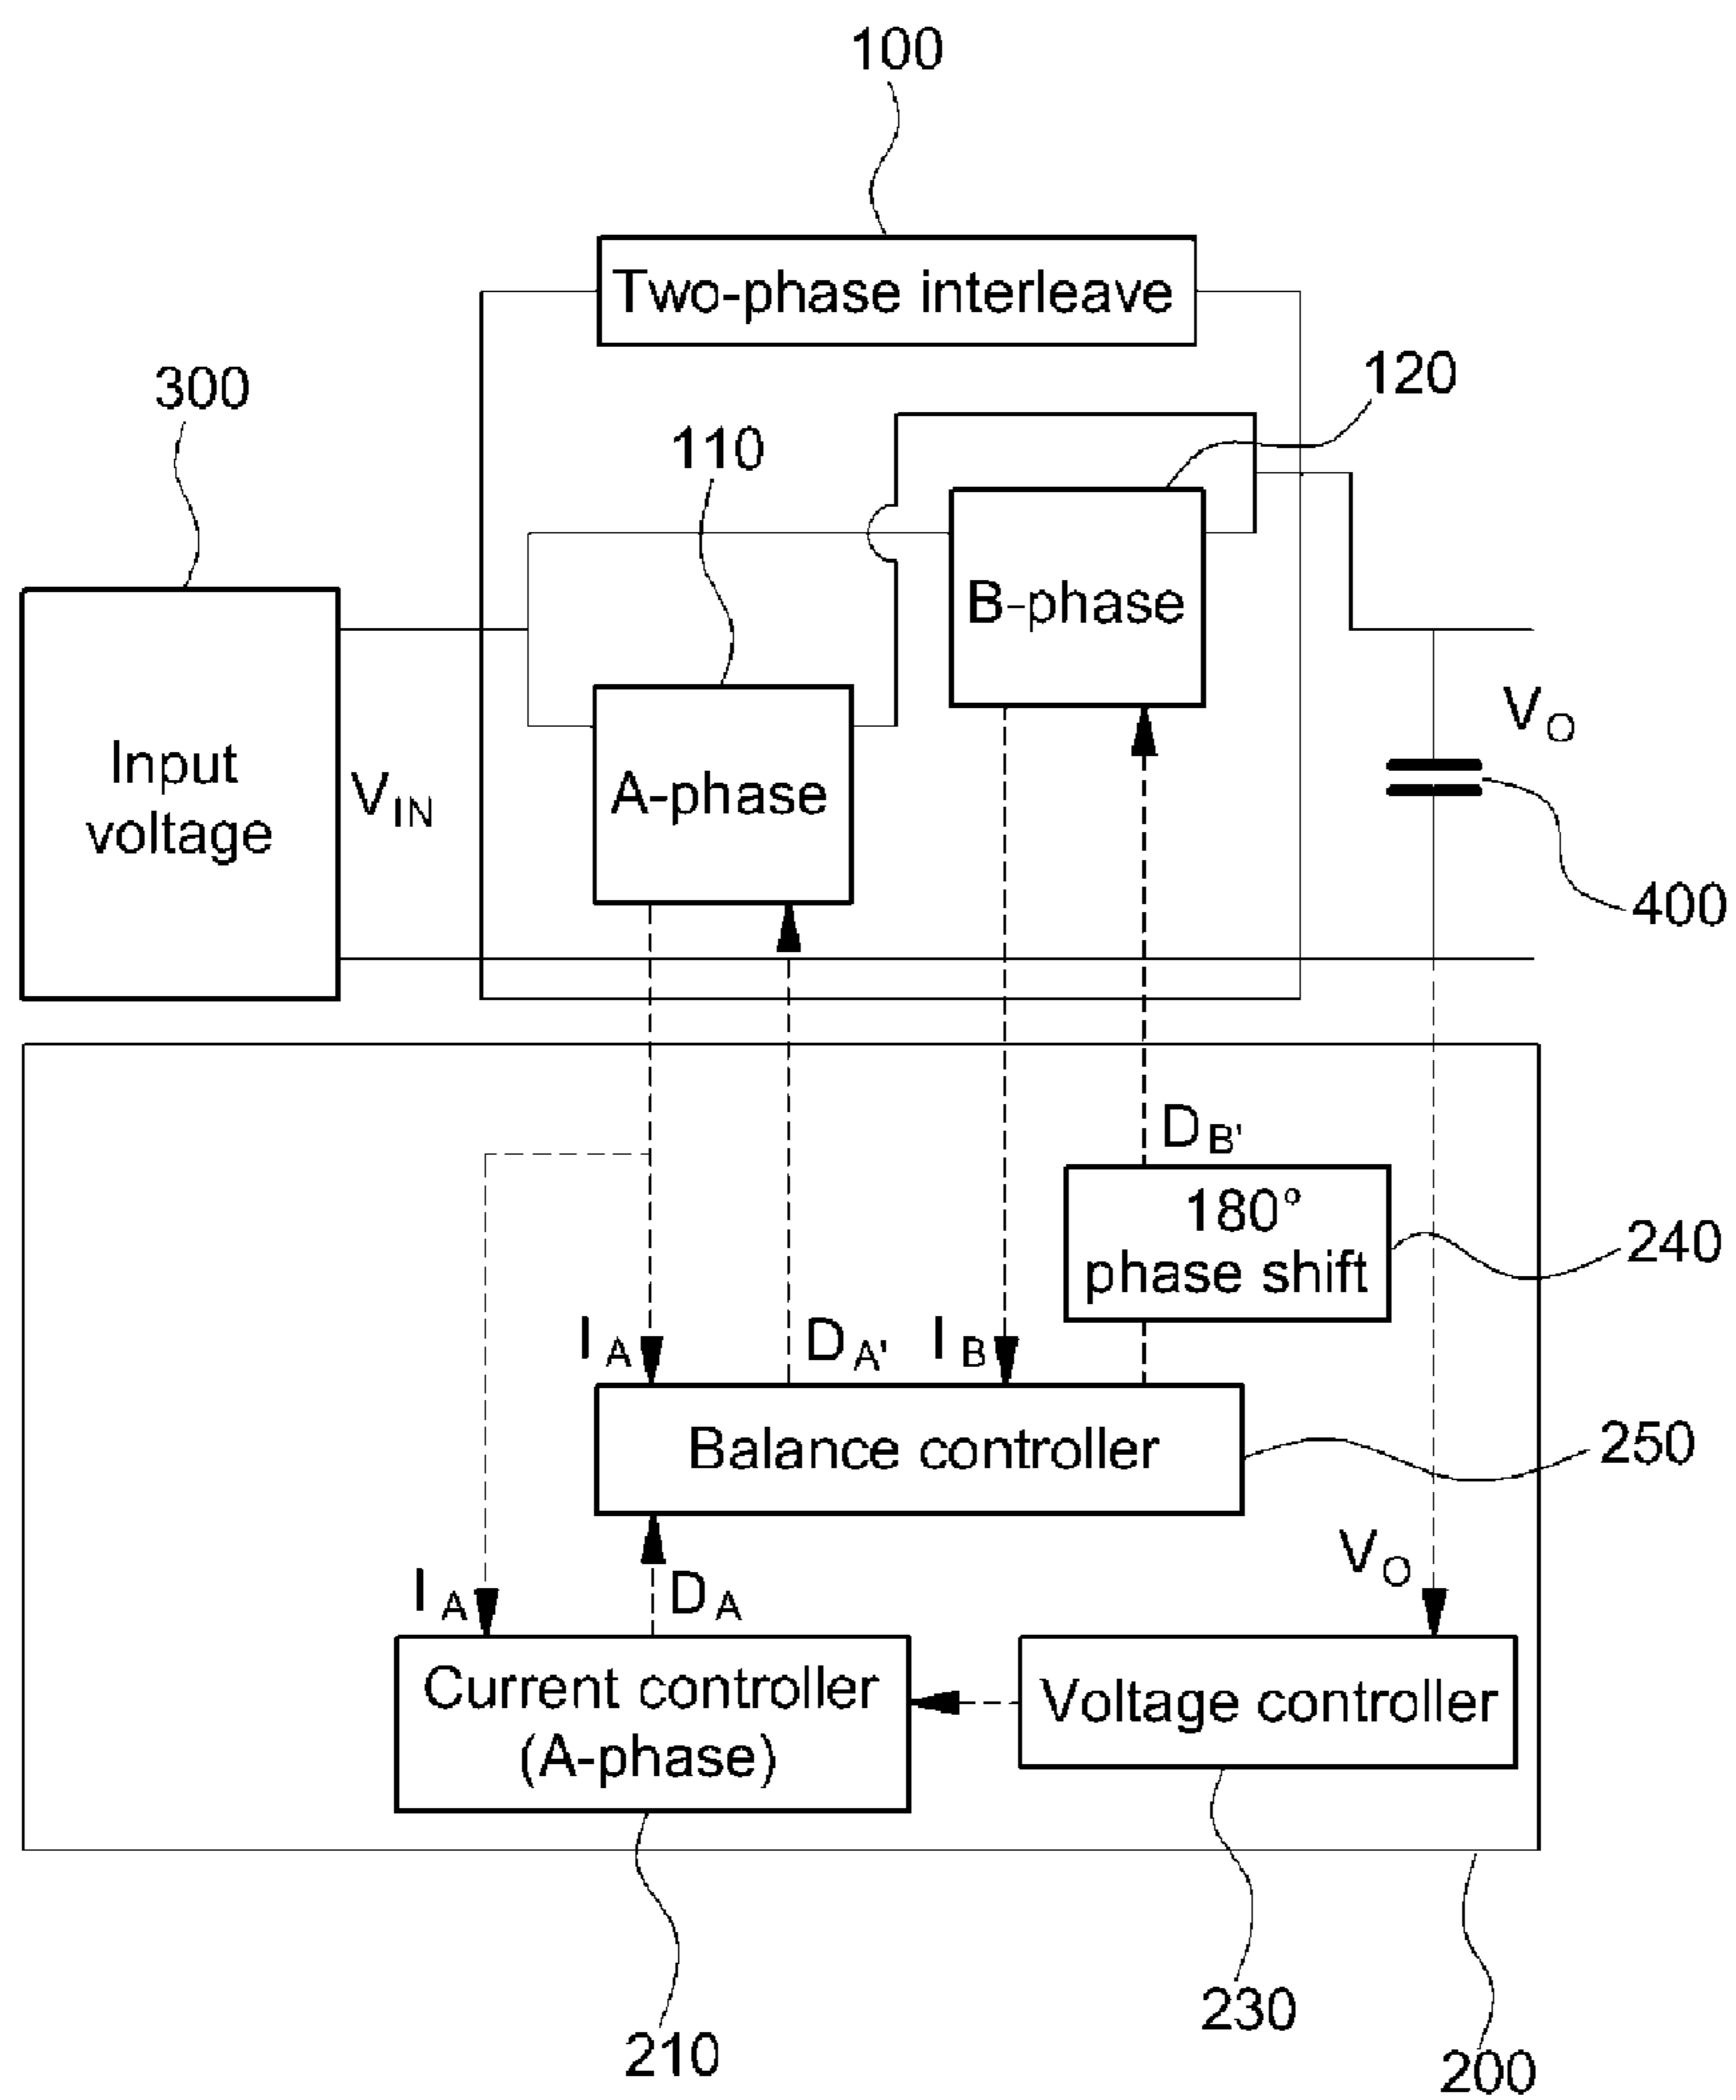 100
Two-phase interleave
300
120
110
B-phase
Input
voltage
V_IN
A-phase
V_O
400
D_B'
180°
phase shift
240
I_A
D_A'
I_B
Balance controller
250
V_O
I_A
D_A
Current controller
(A-phase)
Voltage controller
230
210
200